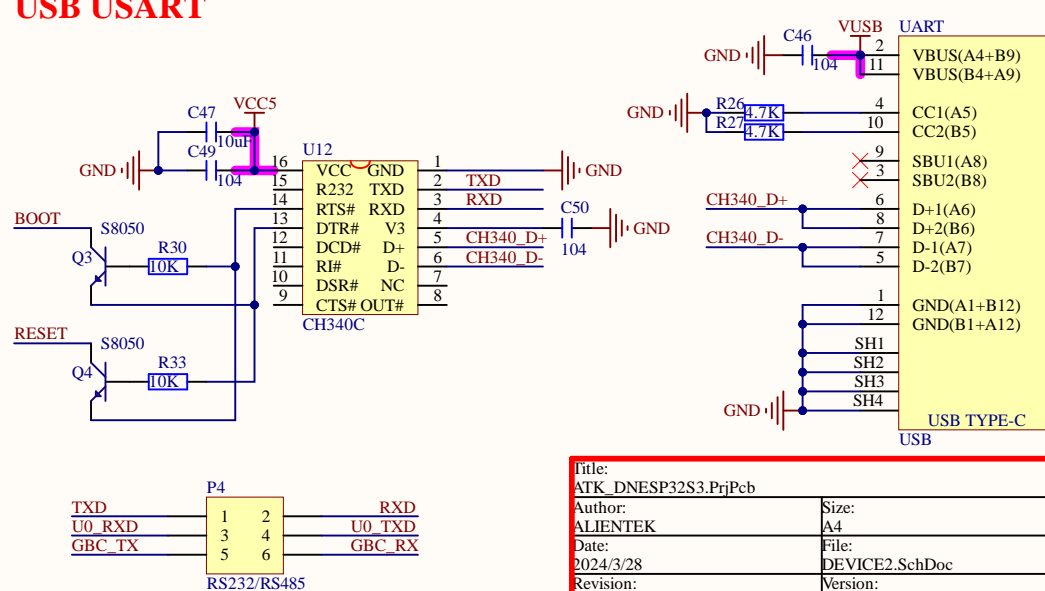 USB USART
C46
VUSB
UART
GND
104
2
VBUS(A4+B9)
11
VBUS(B4+A9)
GND
R26
4.7K
4
CC1(A5)
R27
4.7K
10
CC2(B5)
9
SBU1(A8)
3
SBU2(B8)
CH340_D+
6
D+1(A6)
8
D+2(B6)
CH340_D-
7
D-1(A7)
5
D-2(B7)
1
GND(A1+B12)
12
GND(B1+A12)
SH1
SH2
SH3
GND
SH4
USB TYPE-C
USB
VCC5
C47
10uF
C49
GND
104
U12
16
VCC
GND
1
GND
15
R232
TXD
2
TXD
14
RTS#
RXD
3
RXD
13
DTR#
V3
4
C50
104
GND
12
DCD#
D+
5
CH340_D+
11
RI#
D-
6
CH340_D-
10
DSR#
NC
7
9
CTS#
OUT#
8
CH340C
BOOT
S8050
Q3
R30
10K
RESET
S8050
Q4
R33
10K
P4
TXD
1
2
RXD
U0_RXD
3
4
U0_TXD
GBC_TX
5
6
GBC_RX
RS232/RS485
Title:
ATK_DNESP32S3.PrjPcb
Author:
Size:
ALIENTEK
A4
Date:
File:
2024/3/28
DEVICE2.SchDoc
Revision:
Version: